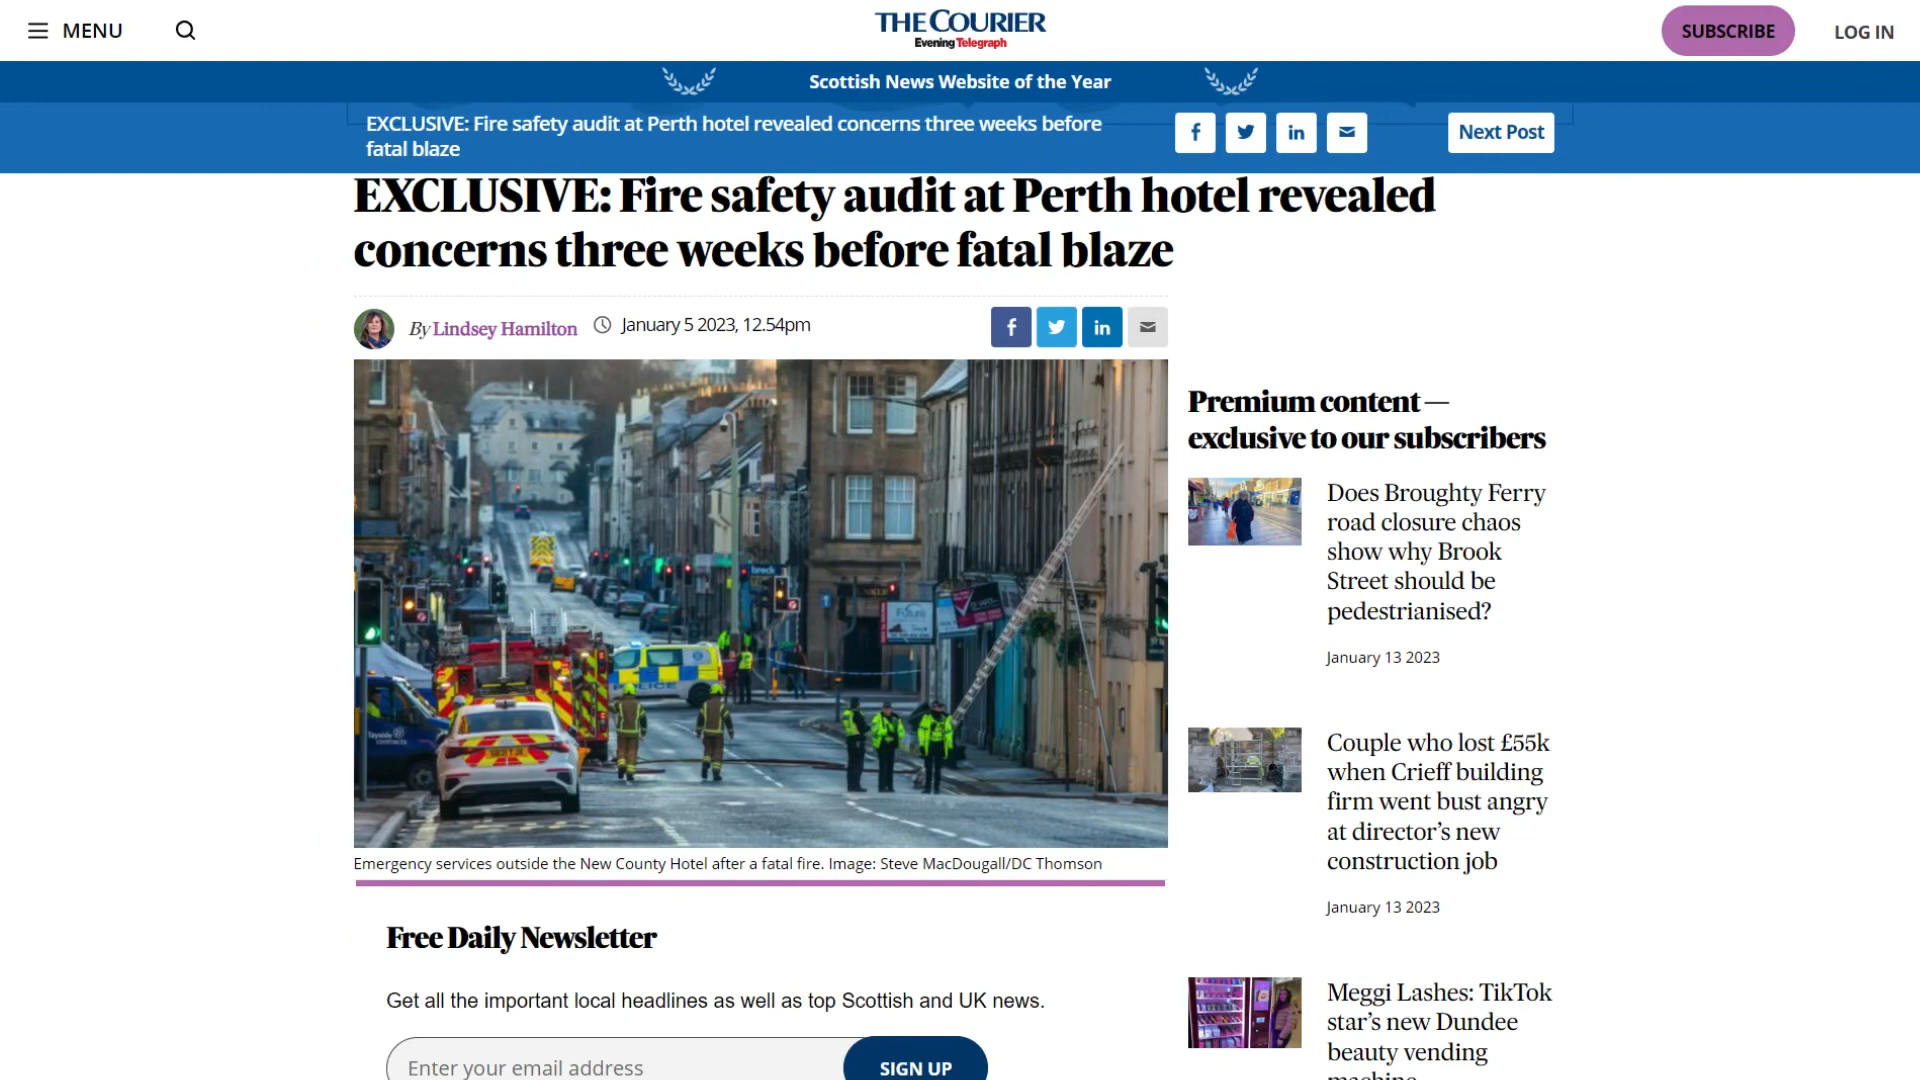 MENU
THE COURIER
Evening Telegraph
SUBSCRIBE
LOG IN
Scottish News Website of the Year
EXCLUSIVE: Fire safety audit at Perth hotel revealed concerns three weeks before
fatal blaze
Next Post
EXCLUSIVE: Fire safety audit at Perth hotel revealed
concerns three weeks before fatal blaze
By Lindsey Hamilton
January 5 2023, 12.54pm
POLICE
Future
Tayside
Emergency services outside the New County Hotel after a fatal fire. Image: Steve MacDougall/DC Thomson
Free Daily Newsletter
Get all the important local headlines as well as top Scottish and UK news.
Enter your email address
SIGN UP
Premium content —
exclusive to our subscribers
Does Broughty Ferry
road closure chaos
show why Brook
Street should be
pedestrianised?
January 13 2023
Couple who lost £55k
when Crieff building
firm went bust angry
at director's new
construction job
January 13 2023
Meggi Lashes: TikTok
star's new Dundee
beauty vending
machine